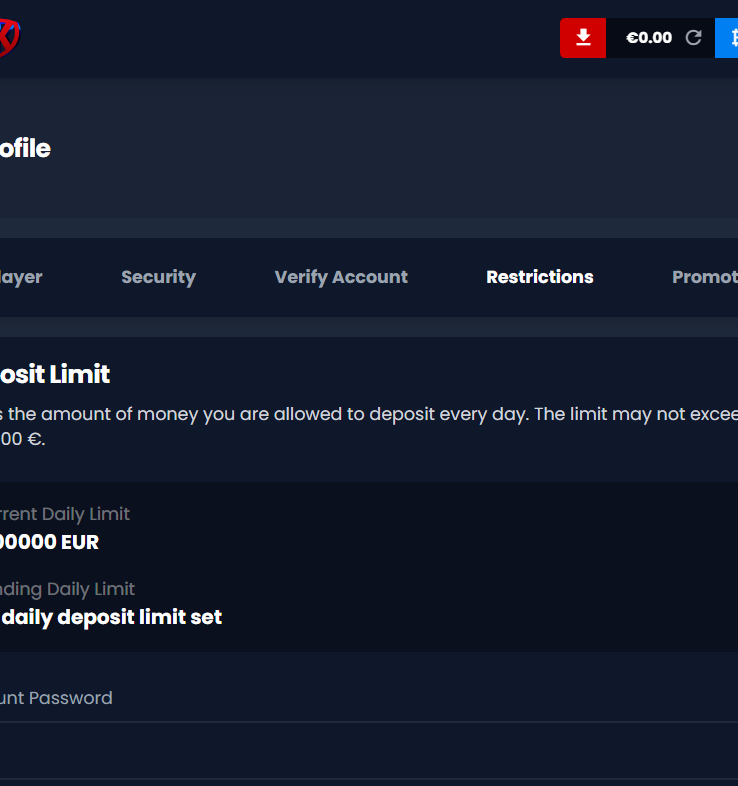 €0.00
ofile
layer Security Verify Account Restrictions Promot
osit Limit
s the amount of money you are allowed to deposit every day. The limit may not excee
00 €.
rrent Daily Limit
00000 EUR
nding Daily Limit
daily deposit limit set
unt Password